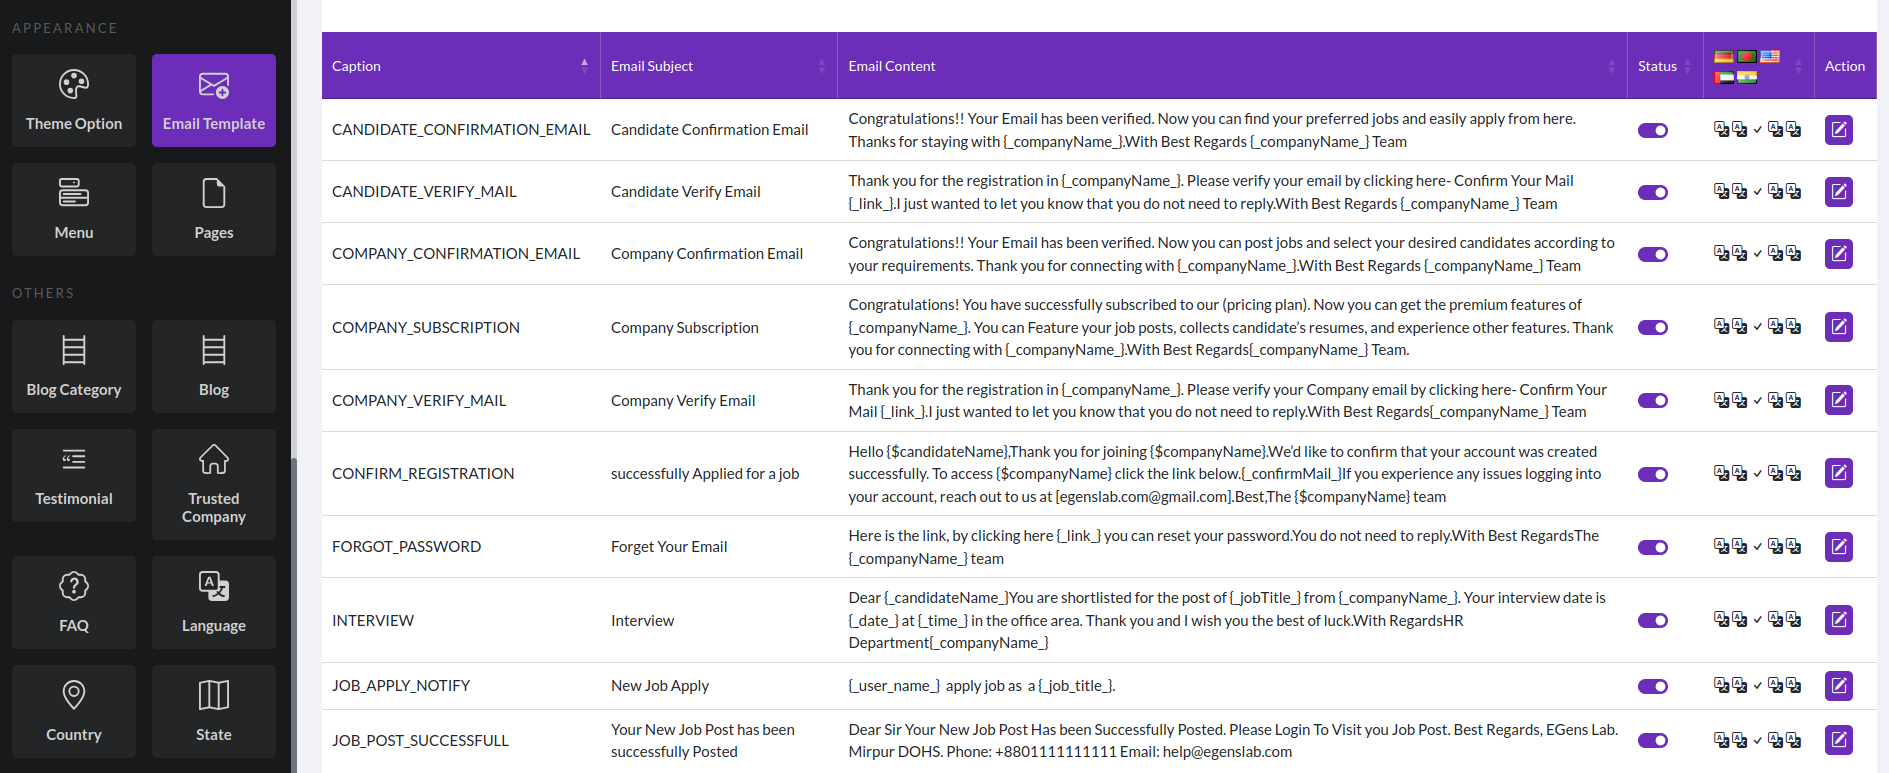 APPEARANCE
Theme Option
Email Template
Menu
Pages
OTHERS
Blog Category
Blog
Testimonial
Trusted
Company
FAQ
Language
Country
State
Caption Email Subject Email Content Status Action
CANDIDATE_CONFIRMATION_EMAIL Candidate Confirmation Email
Congratulations!! Your Email has been verified. Now you can find your preferred jobs and easily apply from here.
Thanks for staying with {_companyName_}.With Best Regards {_companyName_} Team
CANDIDATE_VERIFY_MAIL Candidate Verify Email
Thank you for the registration in {_companyName_}. Please verify your email by clicking here- Confirm Your Mail
{_link_}.I just wanted to let you know that you do not need to reply.With Best Regards {_companyName_} Team
COMPANY_CONFIRMATION_EMAIL Company Confirmation Email
Congratulations!! Your Email has been verified. Now you can post jobs and select your desired candidates according to
your requirements. Thank you for connecting with {_companyName_}.With Best Regards {_companyName_} Team
COMPANY_SUBSCRIPTION Company Subscription
Congratulations! You have successfully subscribed to our (pricing plan). Now you can get the premium features of
{_companyName_}. You can Feature your job posts, collects candidate’s resumes, and experience other features. Thank
you for connecting with {_companyName_}.With Best Regards{_companyName_} Team.
COMPANY_VERIFY_MAIL Company Verify Email
Thank you for the registration in {_companyName_}. Please verify your Company email by clicking here- Confirm Your
Mail {_link_}.I just wanted to let you know that you do not need to reply.With Best Regards{_companyName_} Team
CONFIRM_REGISTRATION successfully Applied for a job
Hello {$candidateName},Thank you for joining {$companyName}.We’d like to confirm that your account was created
successfully. To access {$companyName} click the link below.{_confirmMail_}If you experience any issues logging into
your account, reach out to us at [egenslab.com@gmail.com].Best,The {$companyName} team
FORGOT_PASSWORD Forget Your Email
Here is the link, by clicking here {_link_} you can reset your password.You do not need to reply.With Best RegardsThe
{_companyName_} team
INTERVIEW Interview
Dear {_candidateName_}You are shortlisted for the post of {_jobTitle_} from {_companyName_}. Your interview date is
{_date_} at {_time_} in the office area. Thank you and I wish you the best of luck.With RegardsHR
Department{_companyName_}
JOB_APPLY_NOTIFY New Job Apply {_user_name_} apply job as a {_job_title_}.
JOB_POST_SUCCESSFULL
Your New Job Post has been
successfully Posted
Dear Sir Your New Job Post Has been Successfully Posted. Please Login To Visit you Job Post. Best Regards, EGens Lab.
Mirpur DOHS. Phone: +8801111111111 Email: help@egenslab.com